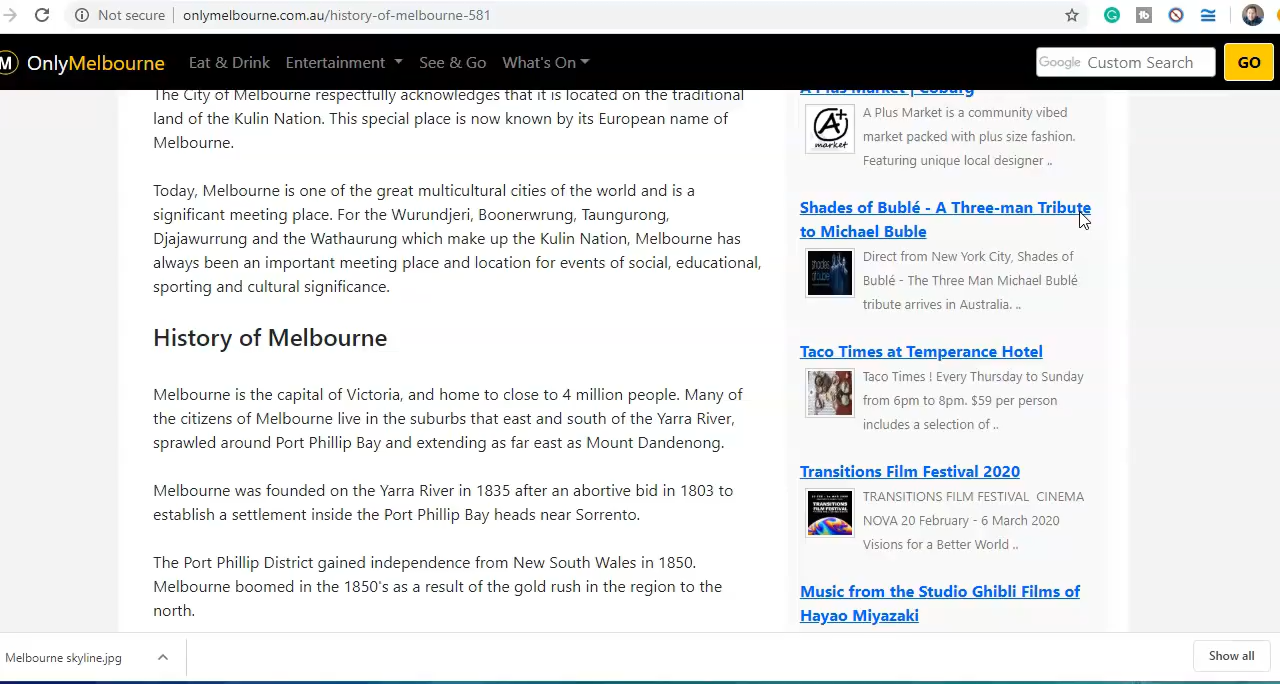 Not secure | onlymelbourne.com.au/history-of-melbourne-581
M OnlyMelbourne Eat & Drink Entertainment See & Go What's On Google Custom Search GO
The City of Melbourne respectfully acknowledges that it is located on the traditional
land of the Kulin Nation. This special place is now known by its European name of
Melbourne.
Today, Melbourne is one of the great multicultural cities of the world and is a
significant meeting place. For the Wurundjeri, Boonerwrung, Taungurong,
Djajawurrung and the Wathaurung which make up the Kulin Nation, Melbourne has
always been an important meeting place and location for events of social, educational,
sporting and cultural significance.
History of Melbourne
Melbourne is the capital of Victoria, and home to close to 4 million people. Many of
the citizens of Melbourne live in the suburbs that east and south of the Yarra River,
sprawled around Port Phillip Bay and extending as far east as Mount Dandenong.
Melbourne was founded on the Yarra River in 1835 after an abortive bid in 1803 to
establish a settlement inside the Port Phillip Bay heads near Sorrento.
The Port Phillip District gained independence from New South Wales in 1850.
Melbourne boomed in the 1850's as a result of the gold rush in the region to the
north.
A Plus Market | Coburg
A+
market
A Plus Market is a community vibed
market packed with plus size fashion.
Featuring unique local designer ..
Shades of Bublé - A Three-man Tribute
to Michael Buble
Direct from New York City, Shades of
Bublé - The Three Man Michael Bublé
tribute arrives in Australia. ..
Taco Times at Temperance Hotel
Taco Times ! Every Thursday to Sunday
from 6pm to 8pm. $59 per person
includes a selection of ..
Transitions Film Festival 2020
TRANSITIONS FILM FESTIVAL CINEMA
NOVA 20 February - 6 March 2020
Visions for a Better World ..
Music from the Studio Ghibli Films of
Hayao Miyazaki
Melbourne skyline.jpg
Show all